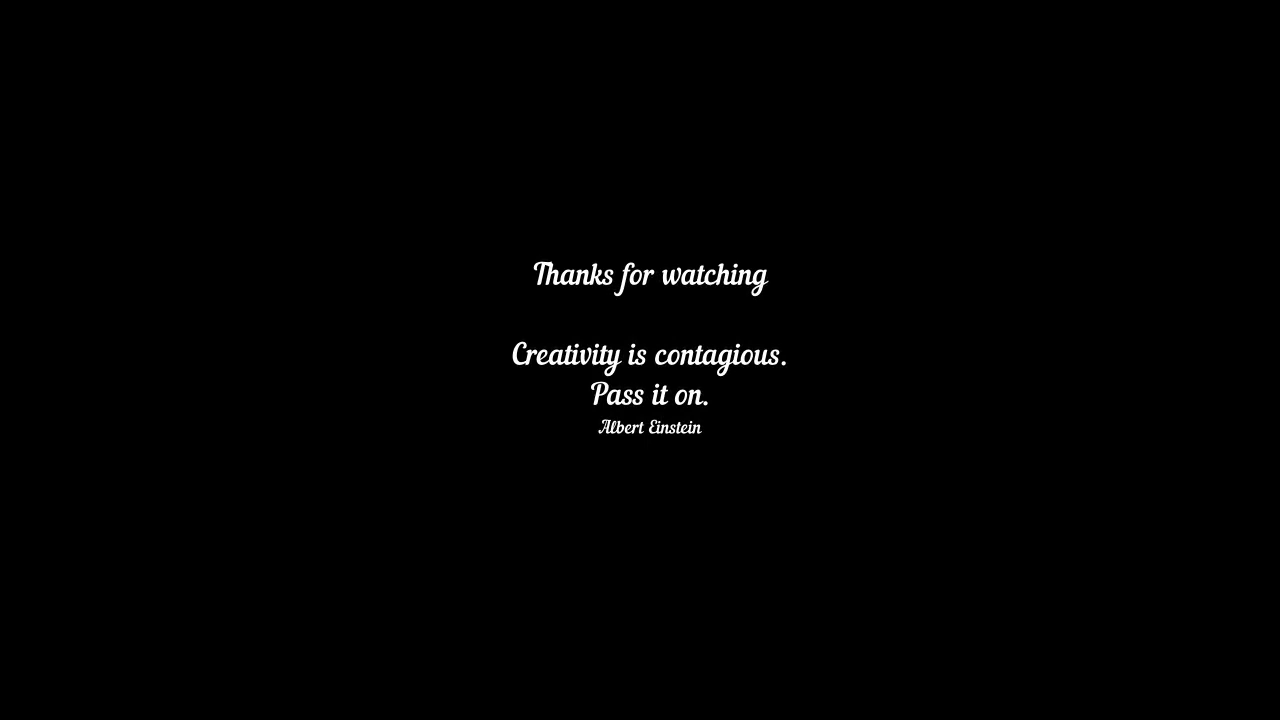 Thanks for watching
Creativity is contagious.
Pass it on.
Albert Einstein